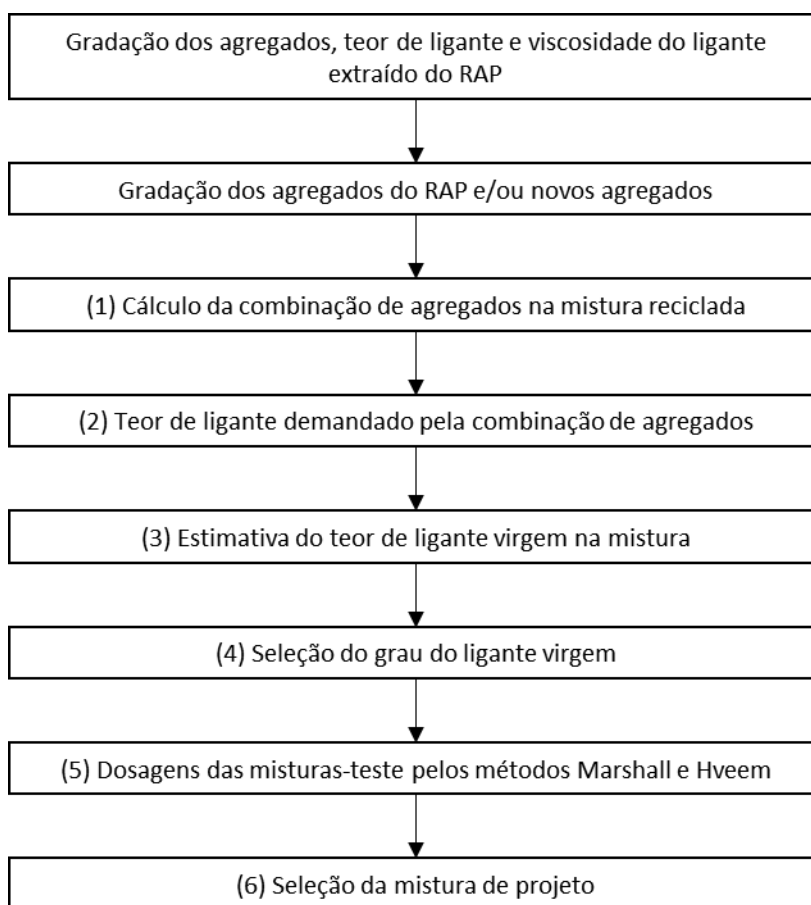 Gradação dos agregados, teor de ligante e viscosidade do ligante
extraído do RAP
Gradação dos agregados do RAP e/ou novos agregados
(1) Cálculo da combinação de agregados na mistura reciclada
(2) Teor de ligante demandado pela combinação de agregados
(3) Estimativa do teor de ligante virgem na mistura
(4) Seleção do grau do ligante virgem
(5) Dosagens das misturas-teste pelos métodos Marshall e Hveem
(6) Seleção da mistura de projeto